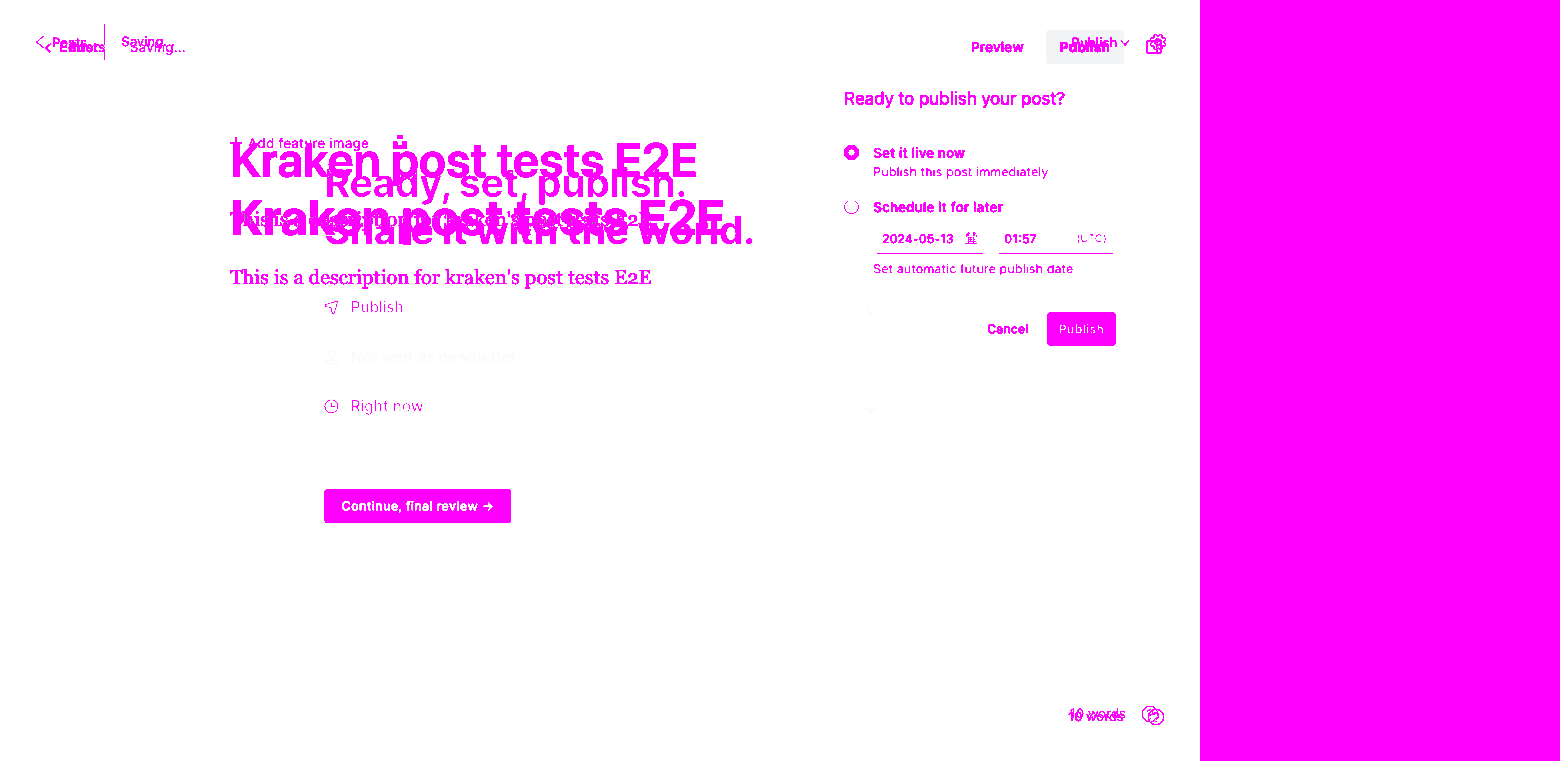 Posts
Saving
Editor
Posts
Saving...
Preview
Publish
Publish
Ready to publish your post?
Add feature image
Kraken post tests E2E
Ready, set, publish.
This is a description for kraken's post tests E2E
Kraken post tests E2E
Share it with the world.
This is a description for kraken's post tests E2E
Set it live now
Publish this post immediately
Schedule it for later
2024-05-13 01:57 (UTC)
Set automatic future publish date
Publish
Cancel Publish
Not sent as newsletter
Right now
Continue, final review →
10 words
10 words